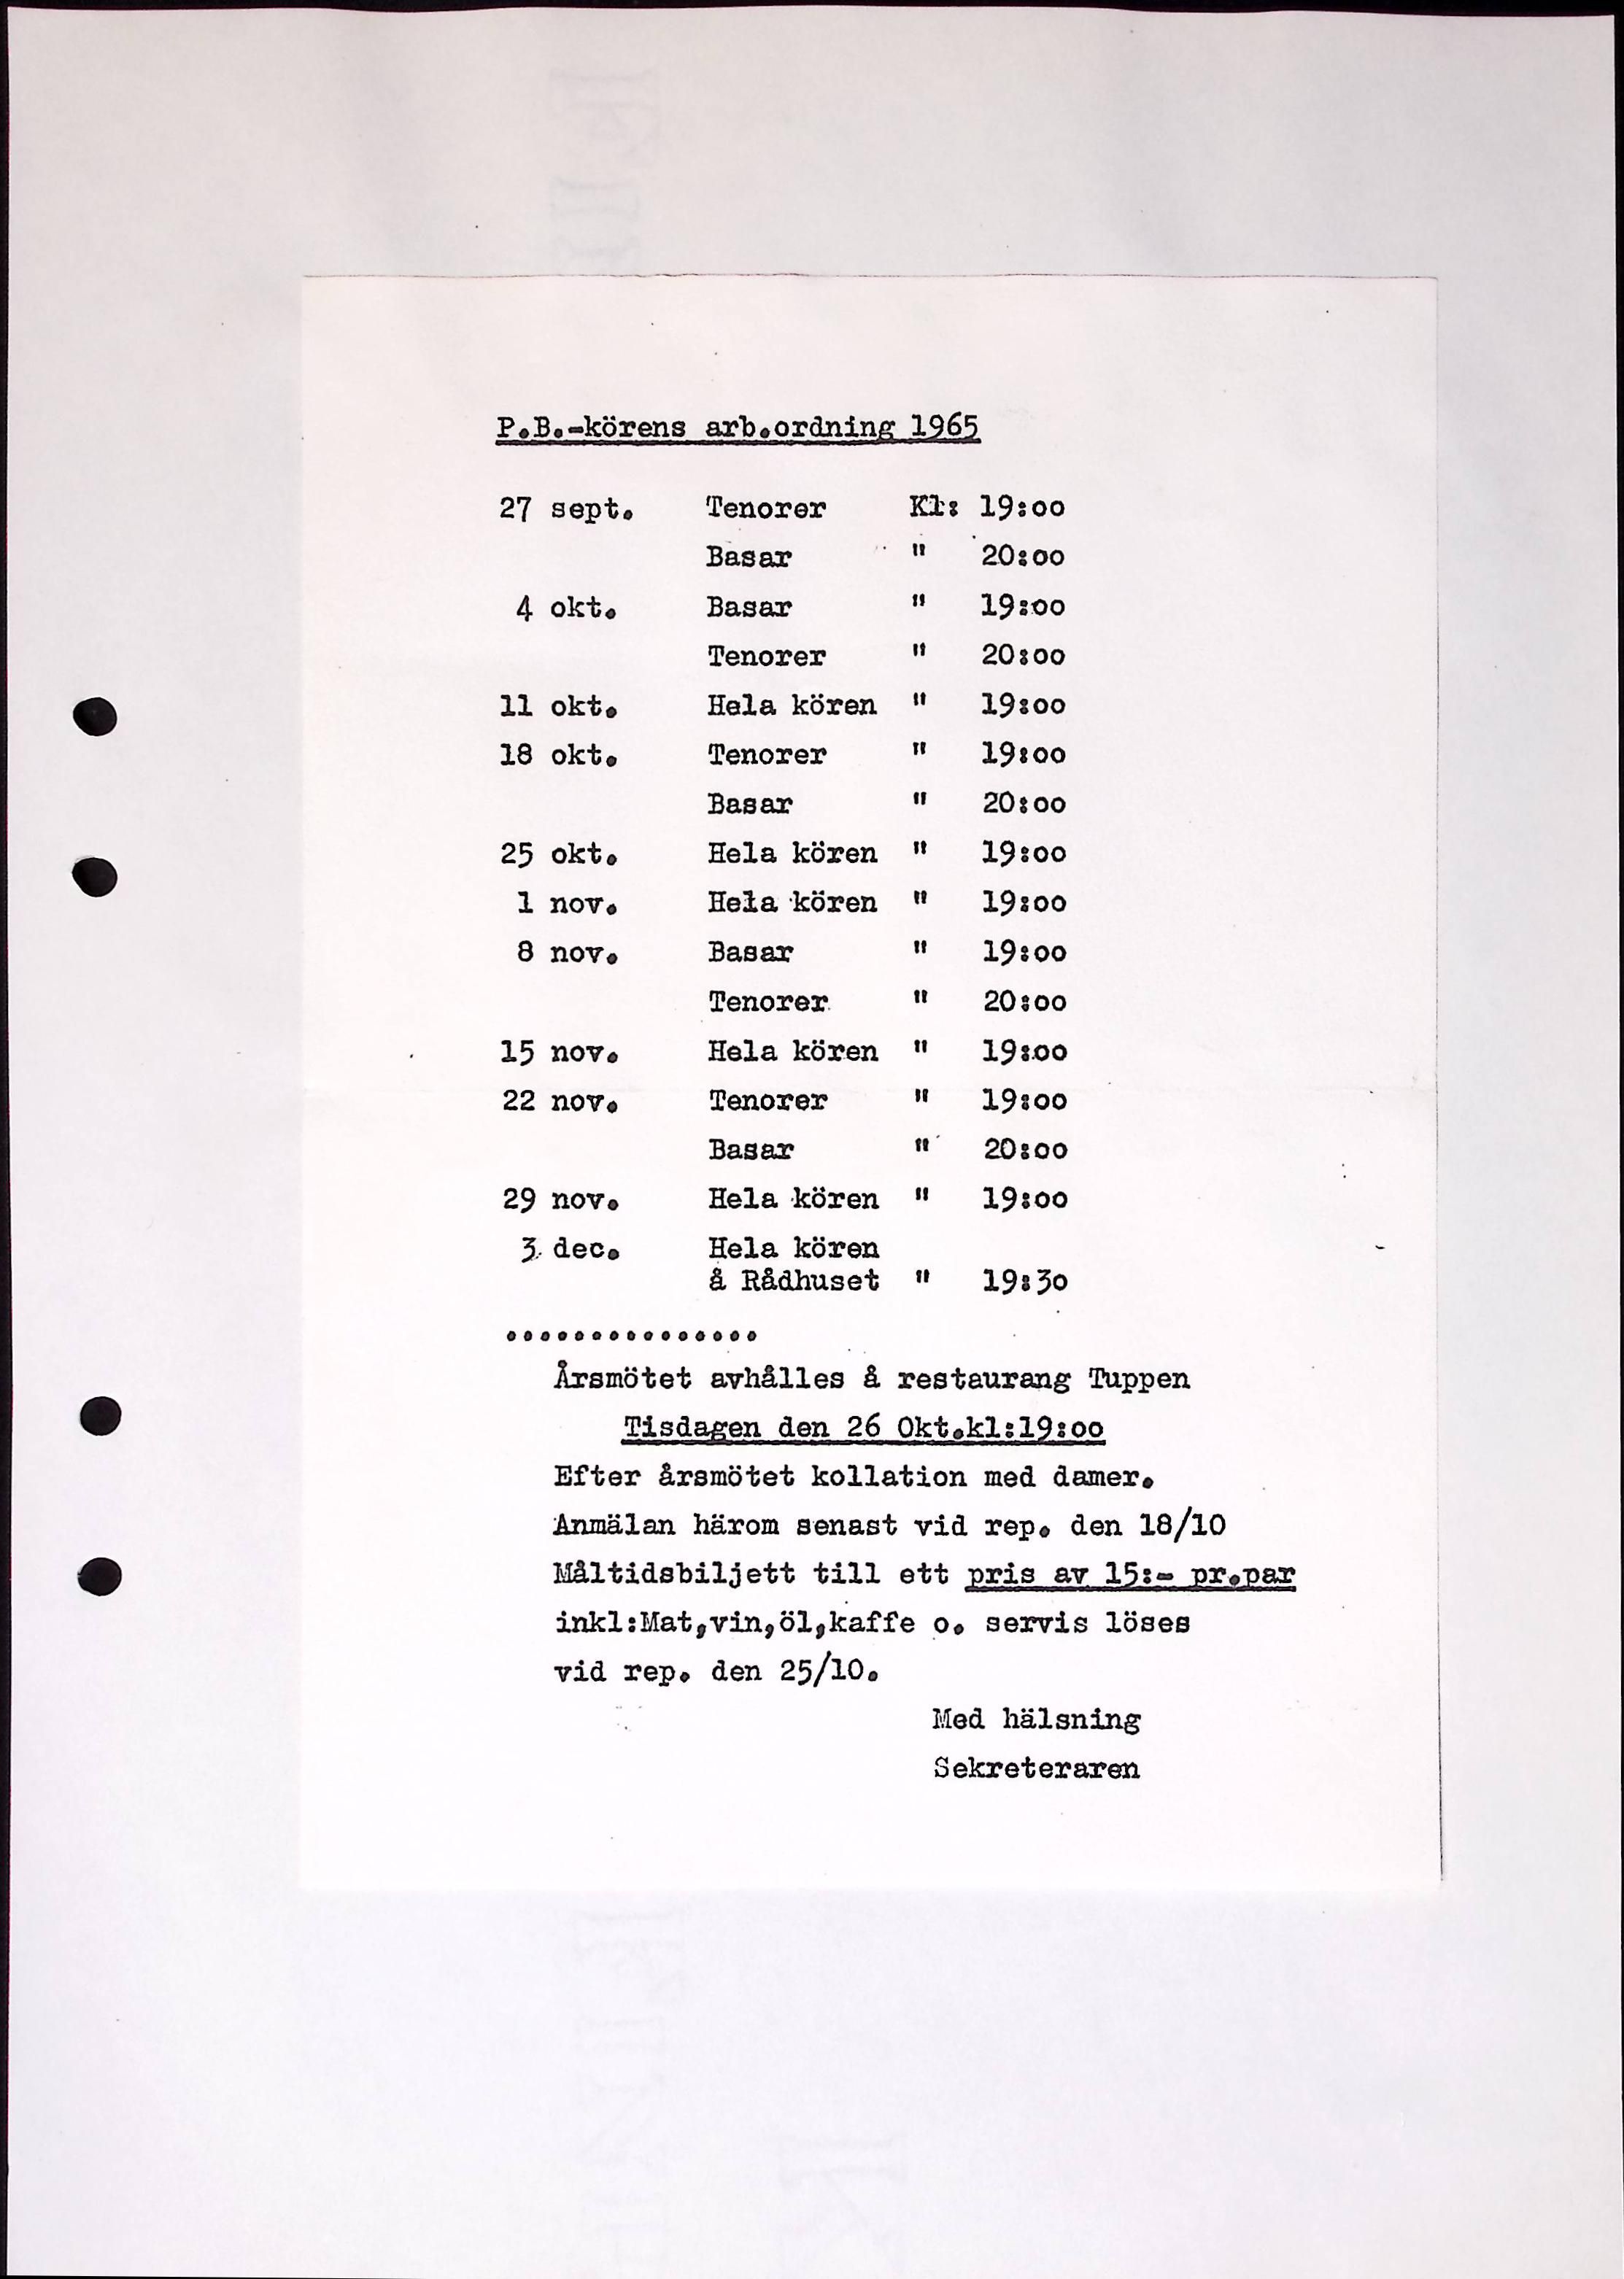 P.B.-körens arb.ordning 1965
27 sept. Tenorer Kl: 19:00
Basar " 20:00
4 okt. Basar " 19:00
Tenorer " 20:00
11 okt. Hela kören " 19:00
18 okt. Tenorer " 19:00
Basar " 20:00
25 okt. Hela kören " 19:00
1 nov. Hela kören " 19:00
8 nov. Basar " 19:00
Tenorer " 20:00
15 nov. Hela kören " 19:00
22 nov. Tenorer " 19:00
Basar " 20:00
29 nov. Hela kören " 19:00
3 dec. Hela kören
å Rådhuset " 19:30
...............
Årsmötet avhålles å restaurang Tuppen
Tisdagen den 26 Okt.kl:19:00
Efter årsmötet kollation med damer.
Anmälan härom senast vid rep. den 18/10
Måltidsbiljett till ett pris av 15:- pr.par
inkl:Mat,vin,öl,kaffe o. servis löses
vid rep. den 25/10.
Med hälsning
Sekreteraren